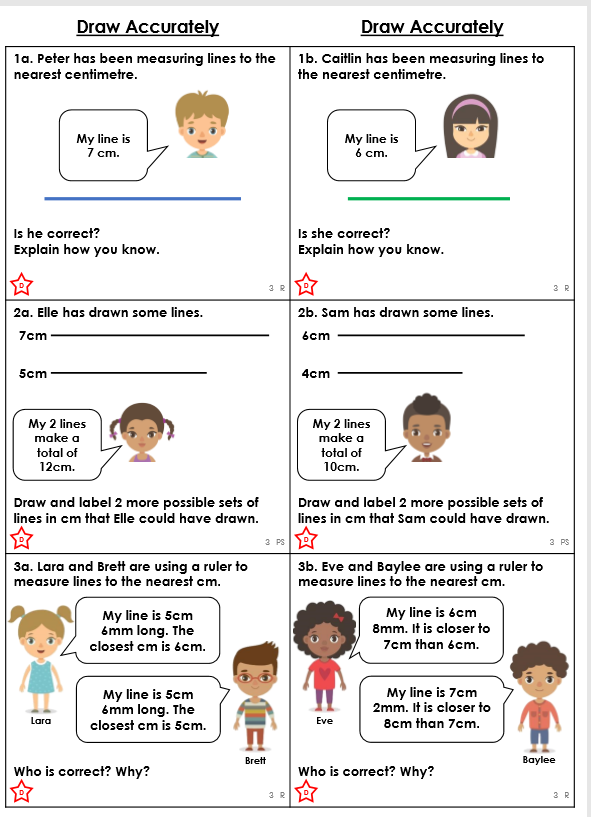 Draw Accurately
Draw Accurately
1a. Peter has been measuring lines to the
nearest centimetre.
My line is
7 cm.
Is he correct?
Explain how you know.
D
3 R
1b. Caitlin has been measuring lines to
the nearest centimetre.
My line is
6 cm.
Is she correct?
Explain how you know.
D
3 R
2a. Elle has drawn some lines.
7cm
5cm
My 2 lines
make a
total of
12cm.
Draw and label 2 more possible sets of
lines in cm that Elle could have drawn.
D
3 PS
2b. Sam has drawn some lines.
6cm
4cm
My 2 lines
make a
total of
10cm.
Draw and label 2 more possible sets of
lines in cm that Sam could have drawn.
D
3 PS
3a. Lara and Brett are using a ruler to
measure lines to the nearest cm.
My line is 5cm
6mm long. The
closest cm is 6cm.
Lara
My line is 5cm
6mm long. The
closest cm is 5cm.
Brett
Who is correct? Why?
D
3 R
3b. Eve and Baylee are using a ruler to
measure lines to the nearest cm.
My line is 6cm
8mm. It is closer to
7cm than 6cm.
Eve
My line is 7cm
2mm. It is closer to
8cm than 7cm.
Baylee
Who is correct? Why?
D
3 R